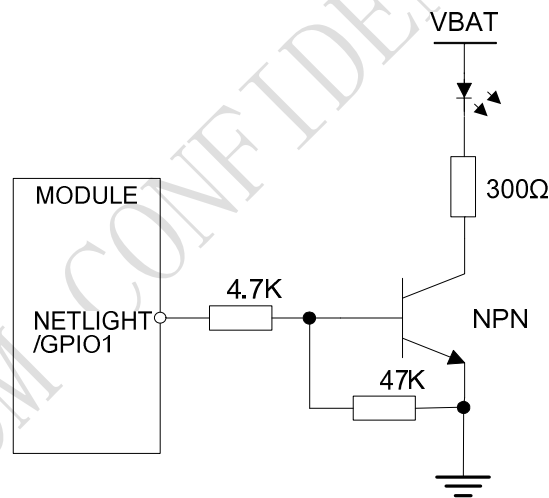 VBAT
300Ω
MODULE
4.7K
NETLIGHT
/GPIO1
NPN
47K